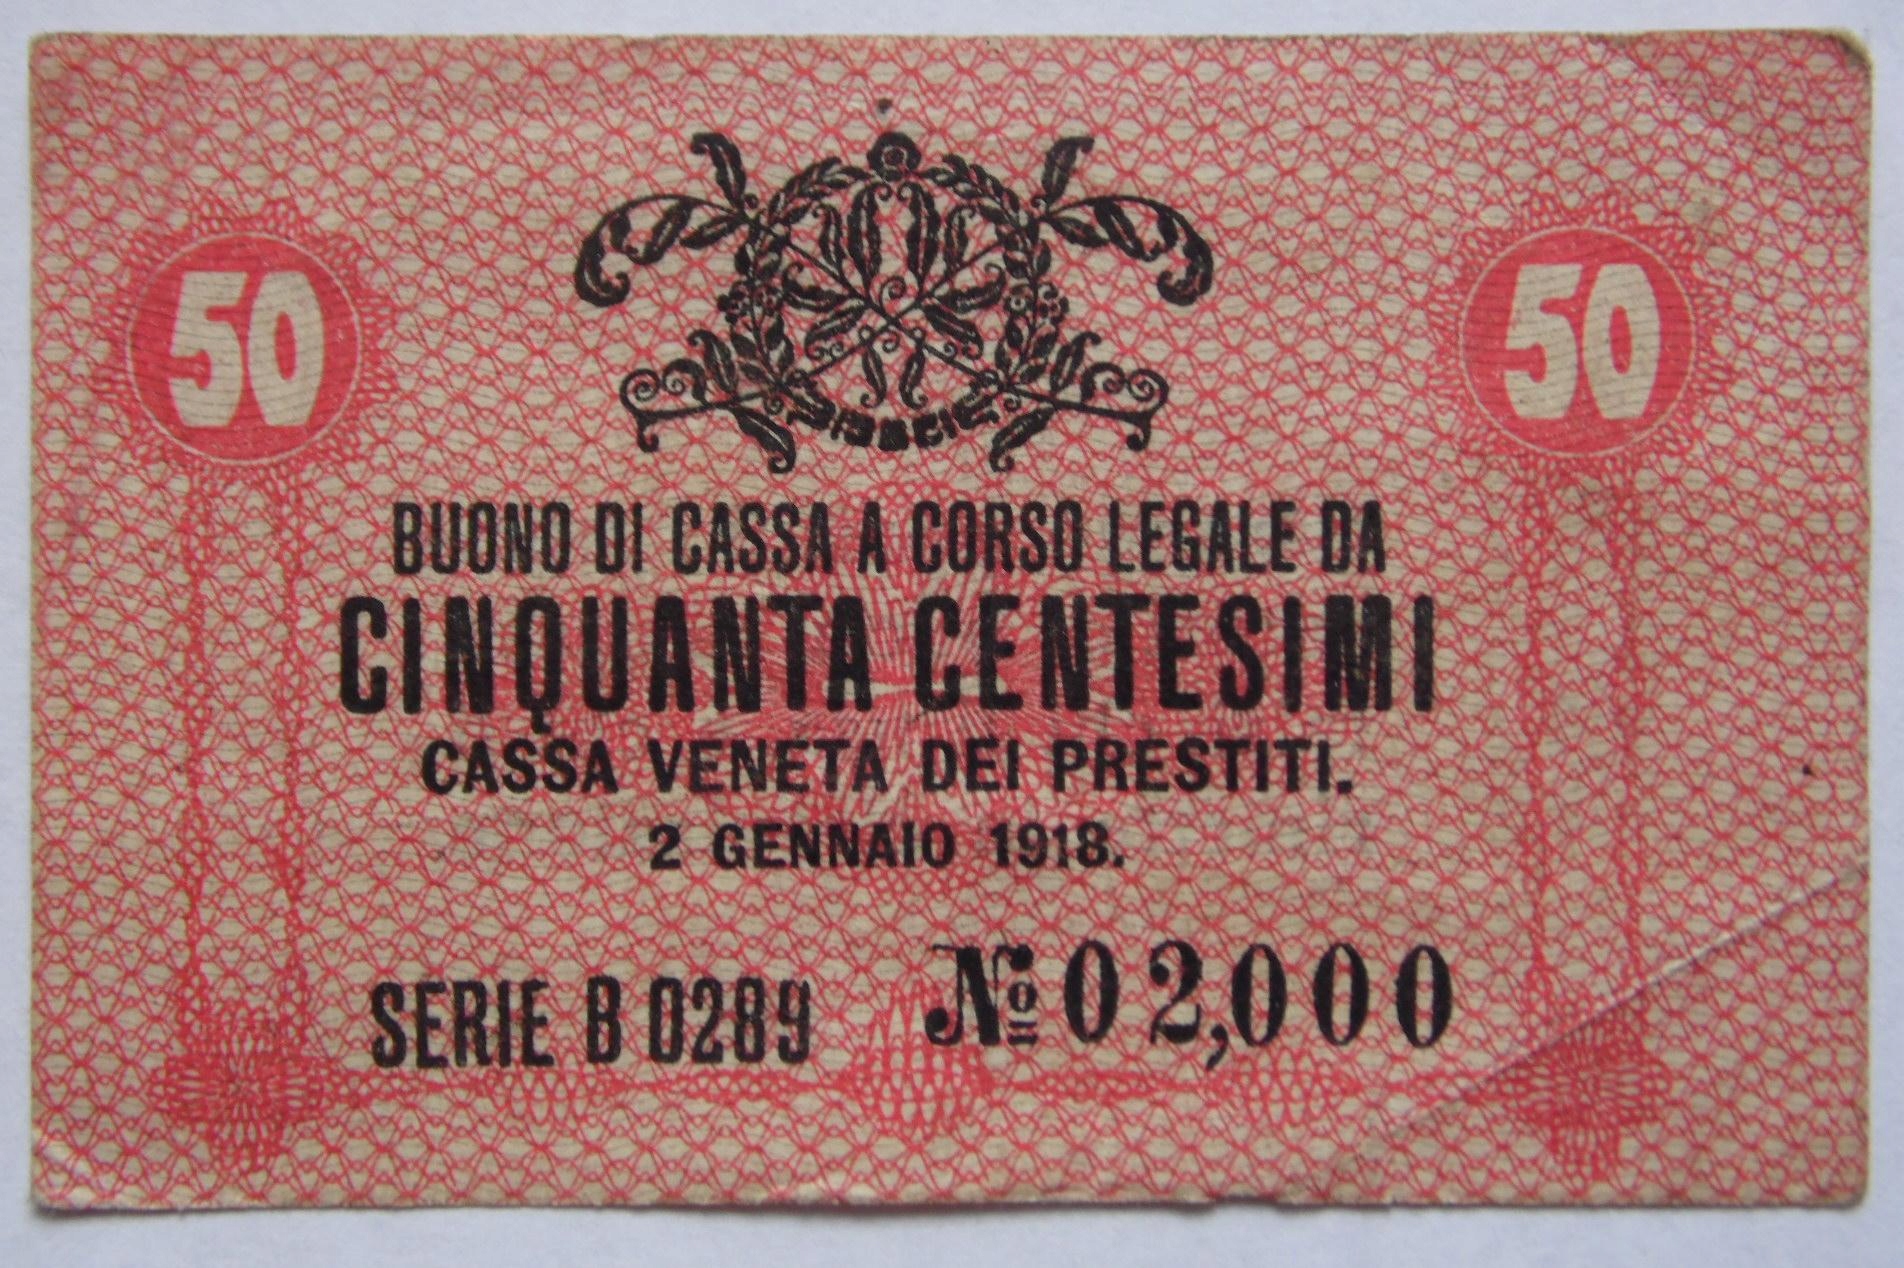 50 50
BUONO DI CASSA A CORSO LEGALE DA
CINQUANTA CENTESIMI
CASSA VENETA DEI PRESTITI.
2 GENNAIO 1918.
SERIE B 0289 No 02,000